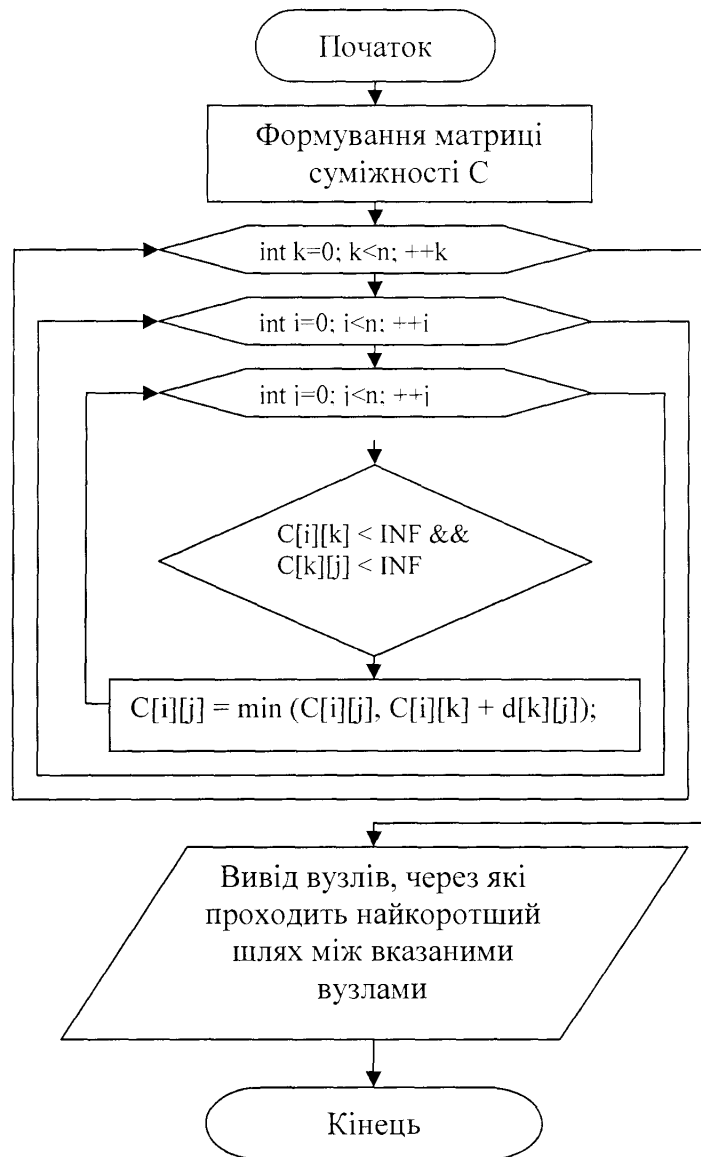 Початок
Формування матриці
суміжності С
int k=0; k<n; ++k
int i=0; i<n; ++i
int j=0; j<n; ++j
C[i][k] < INF &&
C[k][j] < INF
C[i][j] = min (C[i][j], C[i][k] + d[k][j]);
Вивід вузлів, через які
проходить найкоротший
шлях між вказаними
вузлами
Кінець